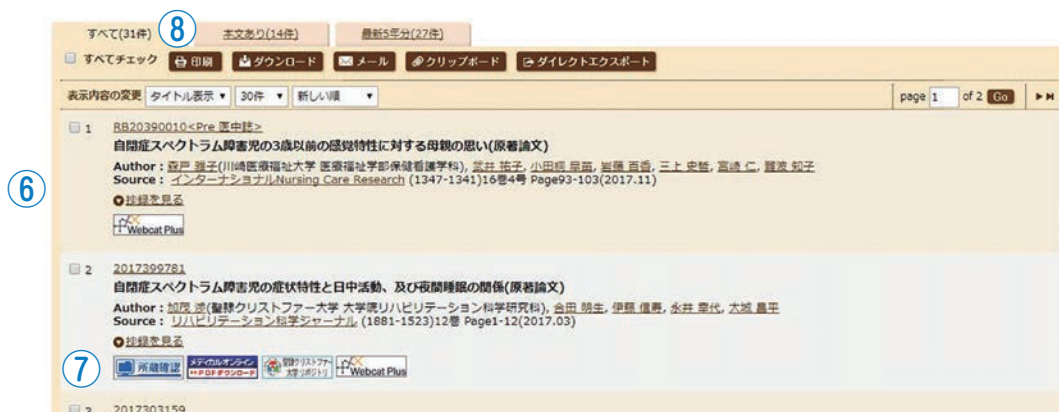 すべて(31件) ⑧ 本文あり(14件) 最新5年分(27件)
すべてチェック 印刷 ダウンロード メール クリップボード ダイレクトエクスポート
表示内容の変更 タイトル表示 ▼ 30件 ▼ 新しい順 ▼ page 1 of 2 Go
1 RB20390010<Pre 医中誌>
自閉症スペクトラム障害児の3歳以前の感覚特性に対する母親の思い(原著論文)
Author : 森戸 雅子(川崎医療福祉大学 医療福祉学部保健看護学科), 武井 祐子, 小田桐 早苗, 岩藤 百香, 三上 史哲, 宮崎 仁, 難波 知子
⑥ Source : インターナショナルNursing Care Research (1347-1341)16巻4号 Page93-103(2017.11)
抄録を見る
Webcat Plus
2 2017399781
自閉症スペクトラム障害児の症状特性と日中活動、及び夜間睡眠の関係(原著論文)
Author : 加茂 渉(聖隷クリストファー大学 大学院リハビリテーション科学研究科), 合田 明生, 伊藤 信寿, 永井 幸代, 大城 昌平
Source : リハビリテーション科学ジャーナル (1881-1523)12巻 Page1-12(2017.03)
抄録を見る
⑦ 所蔵確認 メディカルオンライン PDFダウンロード 聖隷クリストファー大学リポジトリ Webcat Plus
3 2017303159